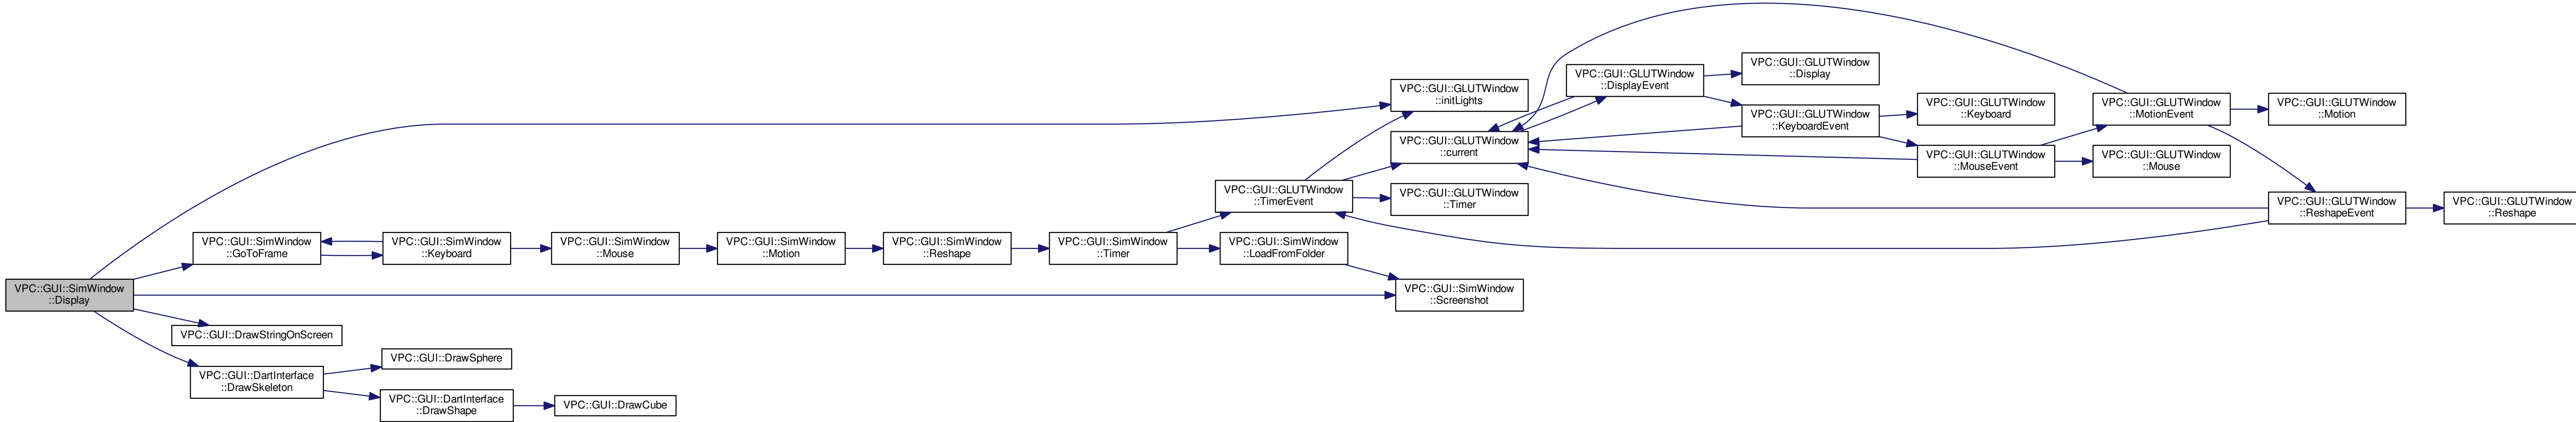 VPC::GUI::SimWindow
::Display
VPC::GUI::SimWindow
::GoToFrame
VPC::GUI::DrawStringOnScreen
VPC::GUI::DartInterface
::DrawSkeleton
VPC::GUI::SimWindow
::Keyboard
VPC::GUI::DrawSphere
VPC::GUI::DartInterface
::DrawShape
VPC::GUI::SimWindow
::Mouse
VPC::GUI::DrawCube
VPC::GUI::SimWindow
::Motion
VPC::GUI::SimWindow
::Reshape
VPC::GUI::SimWindow
::Timer
VPC::GUI::GLUTWindow
::TimerEvent
VPC::GUI::SimWindow
::LoadFromFolder
VPC::GUI::GLUTWindow
::initLights
VPC::GUI::GLUTWindow
::current
VPC::GUI::GLUTWindow
::Timer
VPC::GUI::SimWindow
::Screenshot
VPC::GUI::GLUTWindow
::DisplayEvent
VPC::GUI::GLUTWindow
::Display
VPC::GUI::GLUTWindow
::KeyboardEvent
VPC::GUI::GLUTWindow
::Keyboard
VPC::GUI::GLUTWindow
::MouseEvent
VPC::GUI::GLUTWindow
::MotionEvent
VPC::GUI::GLUTWindow
::Mouse
VPC::GUI::GLUTWindow
::Motion
VPC::GUI::GLUTWindow
::ReshapeEvent
VPC::GUI::GLUTWindow
::Reshape